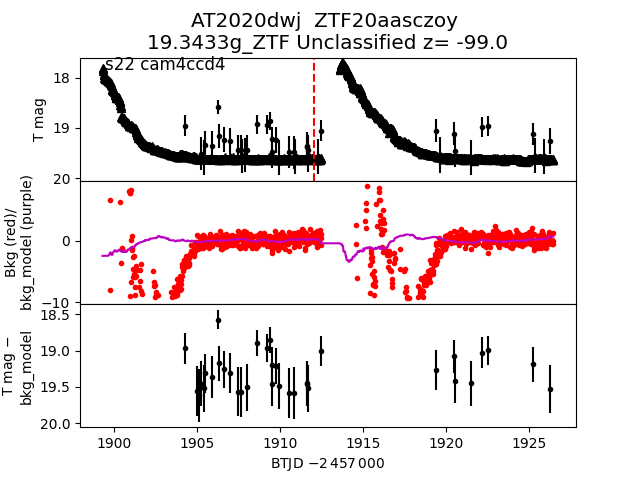 AT2020dwj  ZTF20aasczoy
19.3433g_ZTF Unclassified z= -99.0
s22 cam4ccd4
T mag
18
19
20
Bkg (red)/
bkg_model (purple)
0
−10
T mag −
bkg_model
18.5
19.0
19.5
20.0
1900
1905
1910
1915
1920
1925
BTJD −2 457 000